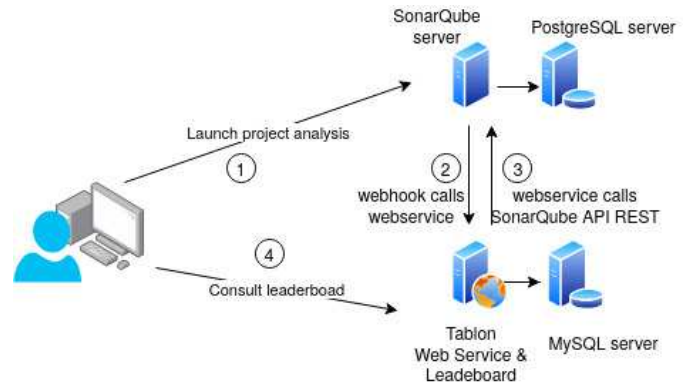 SonarQube
server
PostgreSQL server
Launch project analysis
1
2
3
webhook calls
webservice
webservice calls
SonarQube API REST
4
Consult leaderboad
Tablon
Web Service &
Leaderboard
MySQL server